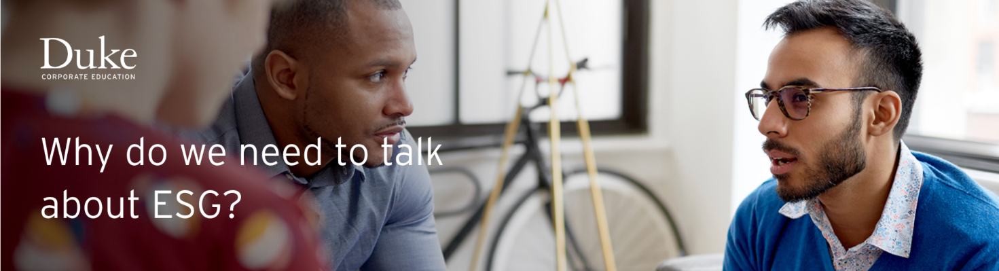 Duke
CORPORATE EDUCATION
Why do we need to talk
about ESG?